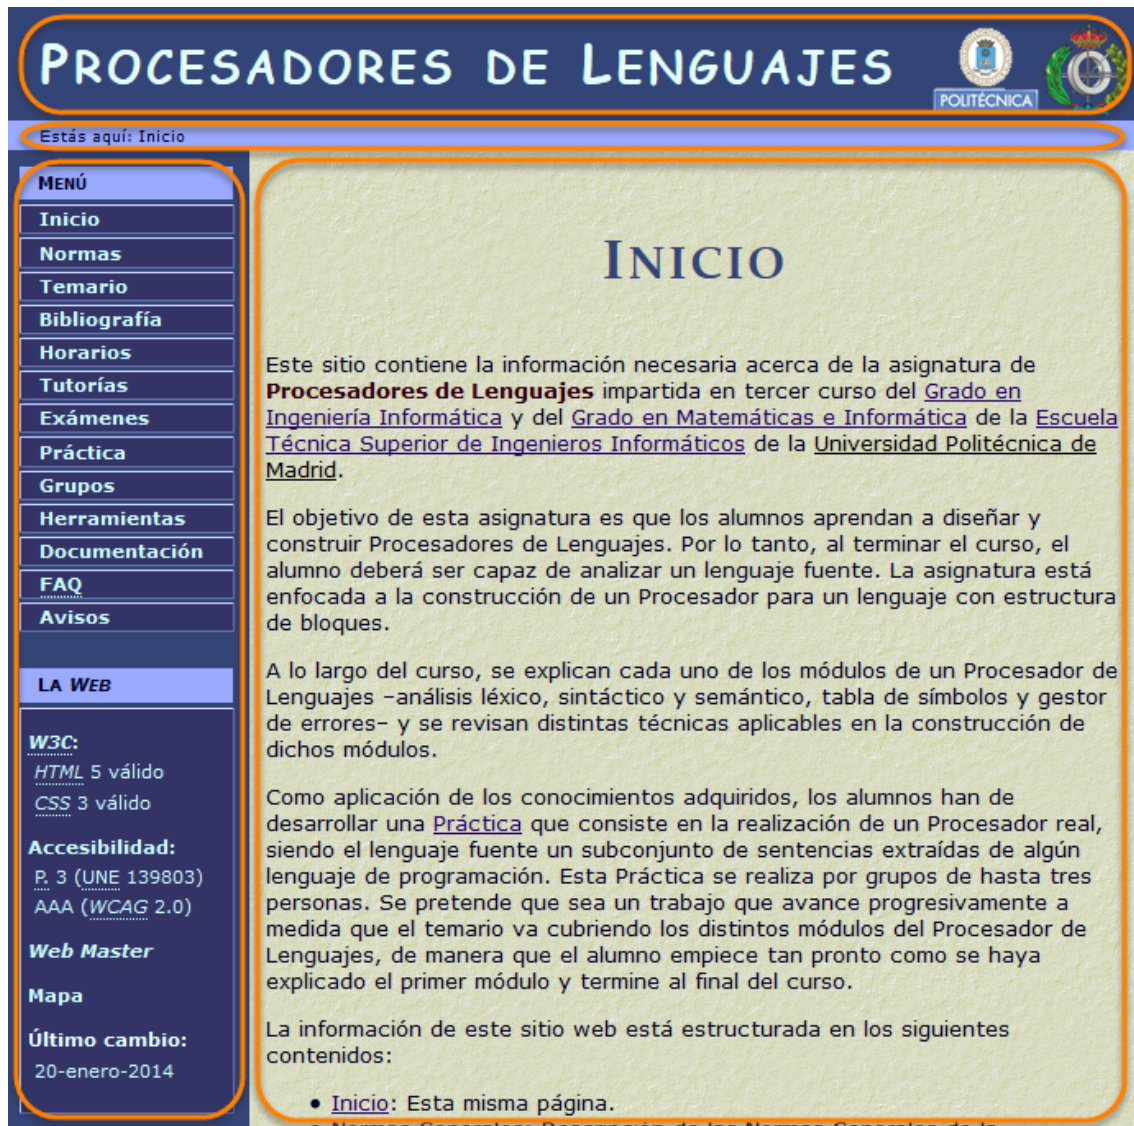 PROCESADORES DE LENGUAJES
POLITÉCNICA
Estás aquí: Inicio
MENÚ
Inicio
Normas
Temario
Bibliografía
Horarios
Tutorías
Exámenes
Práctica
Grupos
Herramientas
Documentación
FAQ
Avisos
LA WEB
W3C:
HTML 5 válido
CSS 3 válido
Accesibilidad:
P. 3 (UNE 139803)
AAA (WCAG 2.0)
Web Master
Mapa
Último cambio:
20-enero-2014
INICIO
Este sitio contiene la información necesaria acerca de la asignatura de
Procesadores de Lenguajes impartida en tercer curso del Grado en
Ingeniería Informática y del Grado en Matemáticas e Informática de la Escuela
Técnica Superior de Ingenieros Informáticos de la Universidad Politécnica de
Madrid.
El objetivo de esta asignatura es que los alumnos aprendan a diseñar y
construir Procesadores de Lenguajes. Por lo tanto, al terminar el curso, el
alumno deberá ser capaz de analizar un lenguaje fuente. La asignatura está
enfocada a la construcción de un Procesador para un lenguaje con estructura
de bloques.
A lo largo del curso, se explican cada uno de los módulos de un Procesador de
Lenguajes –análisis léxico, sintáctico y semántico, tabla de símbolos y gestor
de errores– y se revisan distintas técnicas aplicables en la construcción de
dichos módulos.
Como aplicación de los conocimientos adquiridos, los alumnos han de
desarrollar una Práctica que consiste en la realización de un Procesador real,
siendo el lenguaje fuente un subconjunto de sentencias extraídas de algún
lenguaje de programación. Esta Práctica se realiza por grupos de hasta tres
personas. Se pretende que sea un trabajo que avance progresivamente a
medida que el temario va cubriendo los distintos módulos del Procesador de
Lenguajes, de manera que el alumno empiece tan pronto como se haya
explicado el primer módulo y termine al final del curso.
La información de este sitio web está estructurada en los siguientes
contenidos:
• Inicio: Esta misma página.